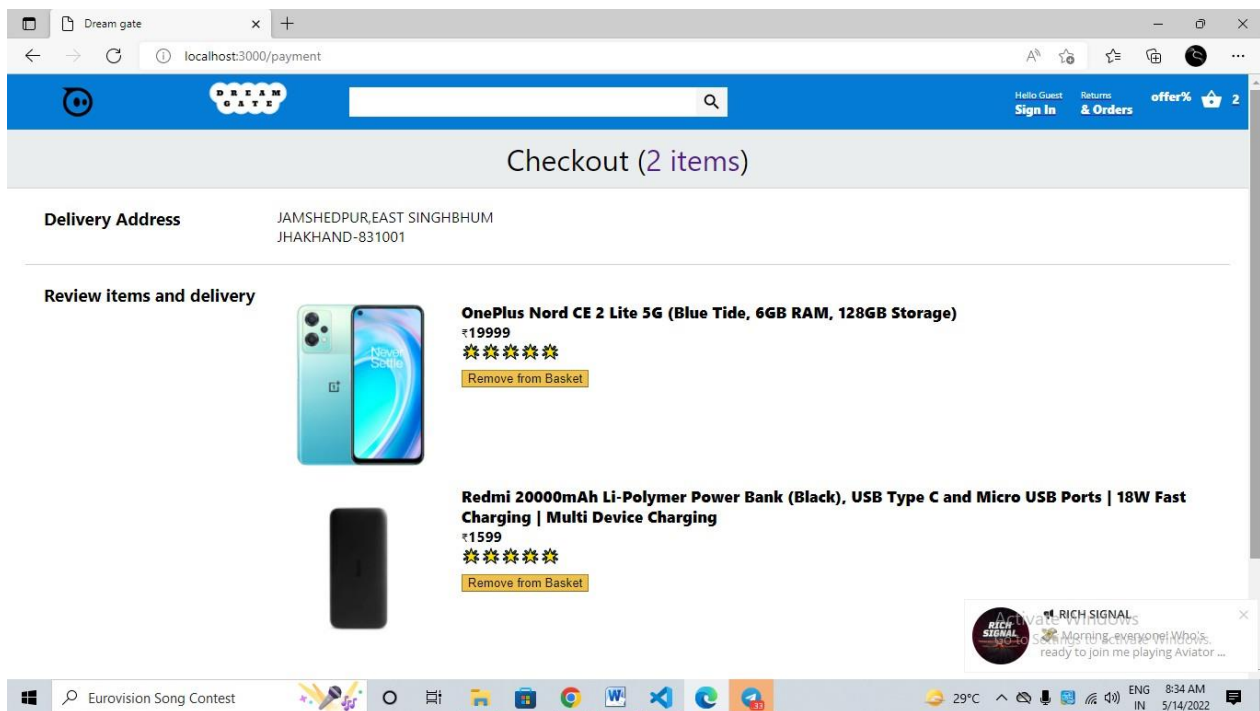 Dream gate
localhost:3000/payment
DREAM
GATE
Hello Guest
Sign In
Returns
& Orders
offer%
2
Checkout (2 items)
Delivery Address
JAMSHEDPUR,EAST SINGHBHUM
JHAKHAND-831001
Review items and delivery
Never
Settle
OnePlus Nord CE 2 Lite 5G (Blue Tide, 6GB RAM, 128GB Storage)
₹19999
Remove from Basket
Redmi 20000mAh Li-Polymer Power Bank (Black), USB Type C and Micro USB Ports | 18W Fast
Charging | Multi Device Charging
₹1599
Remove from Basket
Activate Windows
Go to Settings to activate Windows.
RICH
SIGNAL
RICH SIGNAL
Morning, everyone! Who's
ready to join me playing Aviator ...
Eurovision Song Contest
33
29°C
ENG
IN
8:34 AM
5/14/2022